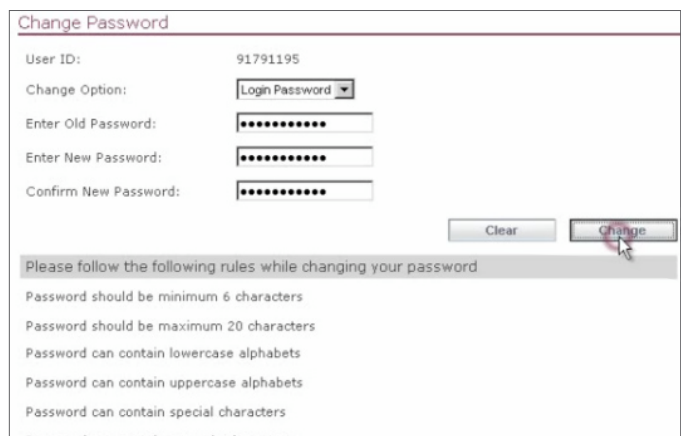 Change Password
User ID: 91791195
Change Option: Login Password
Enter Old Password: •••••••••••
Enter New Password: •••••••••••
Confirm New Password: •••••••••••
Clear Change
Please follow the following rules while changing your password
Password should be minimum 6 characters
Password should be maximum 20 characters
Password can contain lowercase alphabets
Password can contain uppercase alphabets
Password can contain special characters